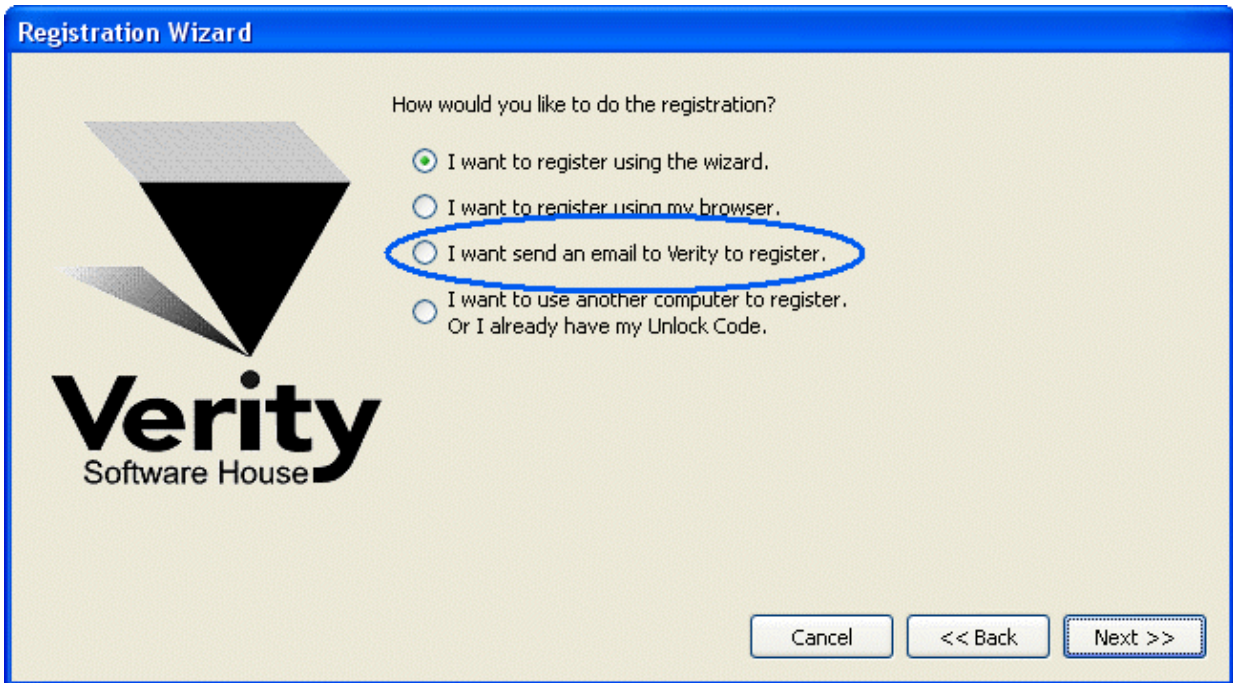 Registration Wizard
How would you like to do the registration?
I want to register using the wizard.
I want to register using my browser.
I want send an email to Verity to register.
I want to use another computer to register.
Or I already have my Unlock Code.
Verity
Software House
Cancel
<< Back
Next >>